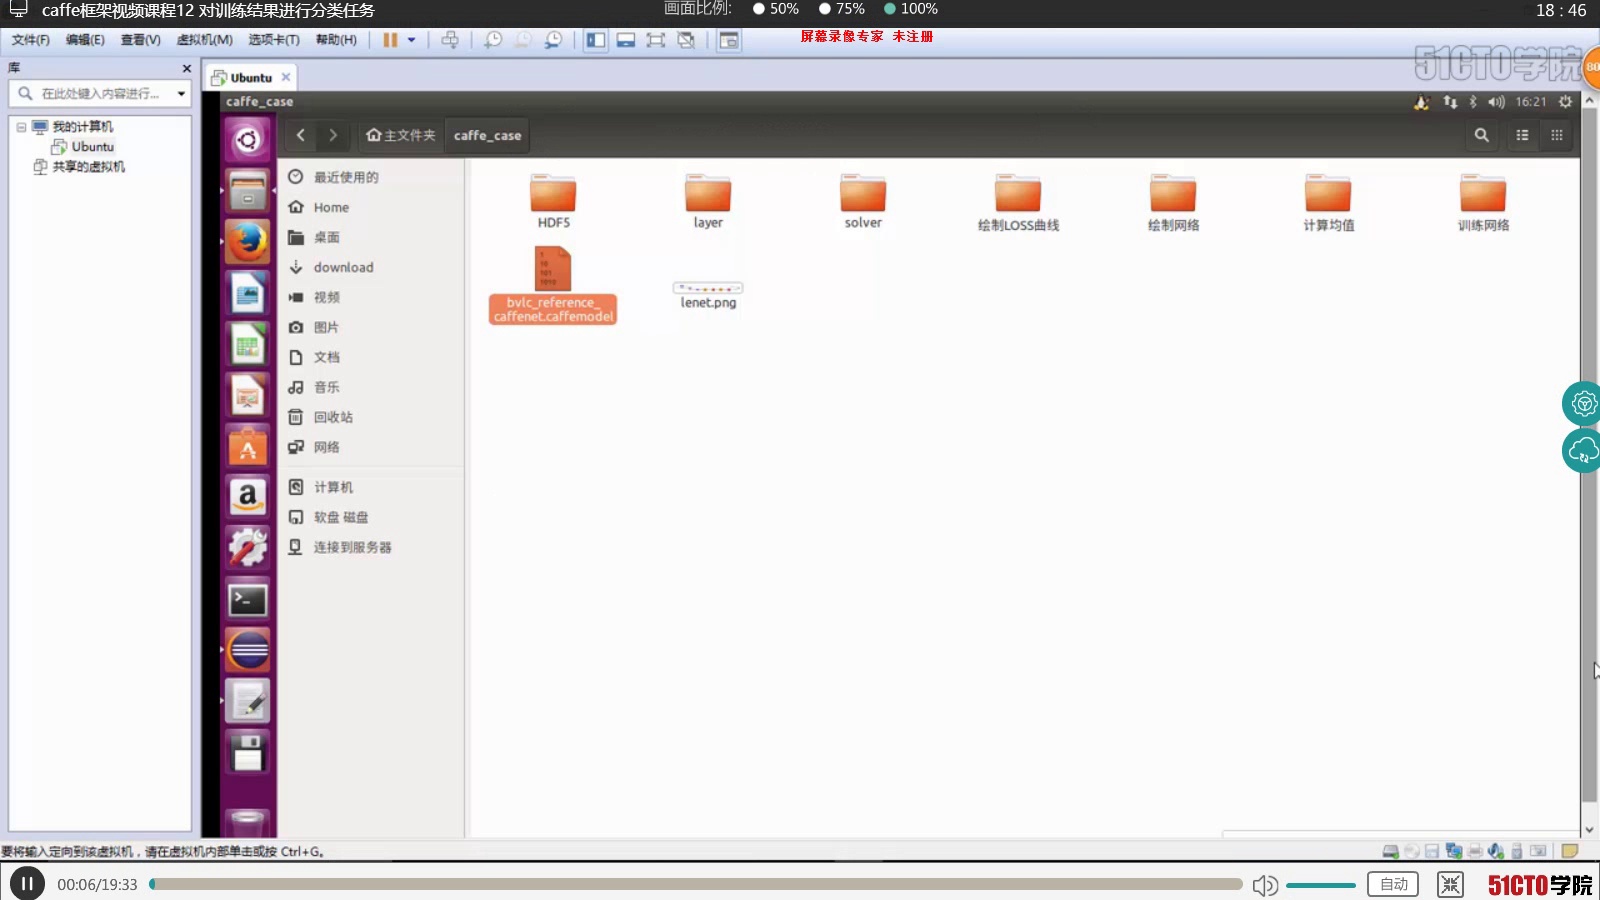 caffe框架视频课程12 对训练结果进行分类任务
画面比例: 50% 75% 100%
18 : 46
文件(F) 编辑(E) 查看(V) 虚拟机(M) 选项卡(T) 帮助(H)
屏幕录像专家 未注册
51CTO学院
80
库
在此处键入内容进行...
我的计算机
Ubuntu
共享的虚拟机
Ubuntu
caffe_case
16:21
主文件夹 caffe_case
最近使用的
Home
桌面
download
视频
图片
文档
音乐
回收站
网络
计算机
软盘 磁盘
连接到服务器
HDF5
layer
solver
绘制LOSS曲线
绘制网络
计算均值
训练网络
bvlc_reference_
caffenet.caffemodel
lenet.png
要将输入定向到该虚拟机，请在虚拟机内部单击或按 Ctrl+G。
00:06/19:33
自动
51CTO学院